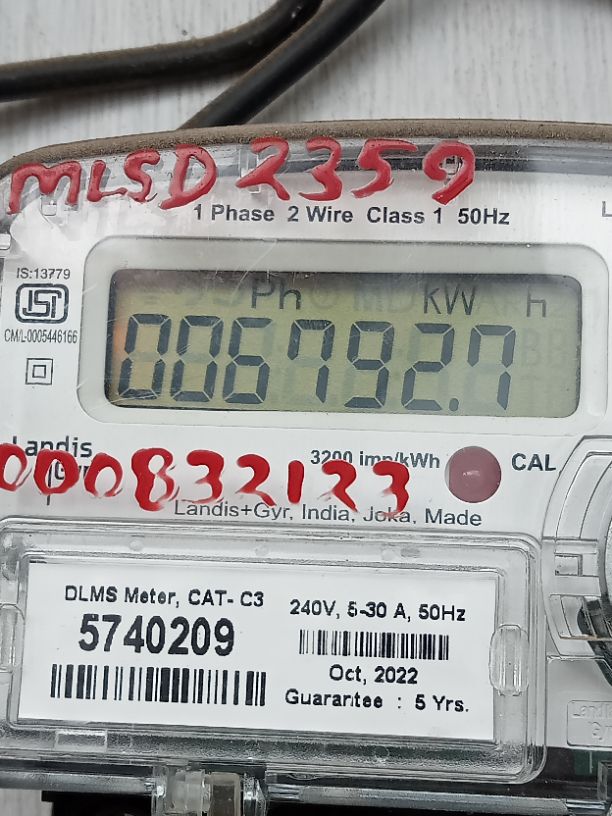 MLSD 2359
1 Phase 2 Wire Class 1 50Hz
IS:13779
ISI
CM/L-0005446166
Ph kW h
006792.7
Landis
3200 imp/kWh
CAL
000832123
Landis+Gyr, India, Joka, Made
DLMS Meter, CAT- C3
5740209
240V, 5-30 A, 50Hz
Oct, 2022
Guarantee : 5 Yrs.